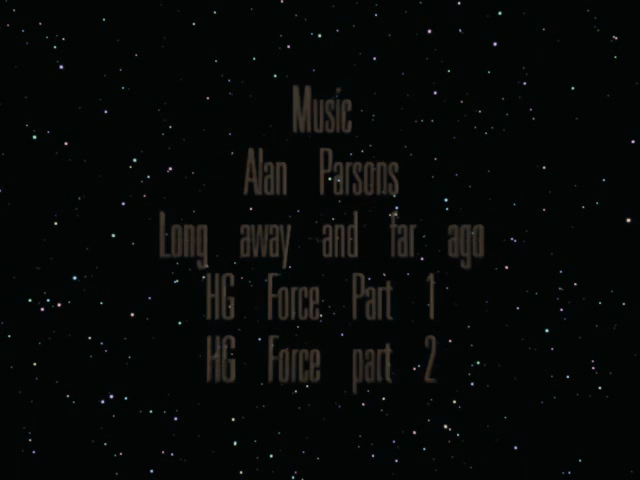 Music
Alan Parsons
Long away and far ago
HG Force Part 1
HG Force part 2